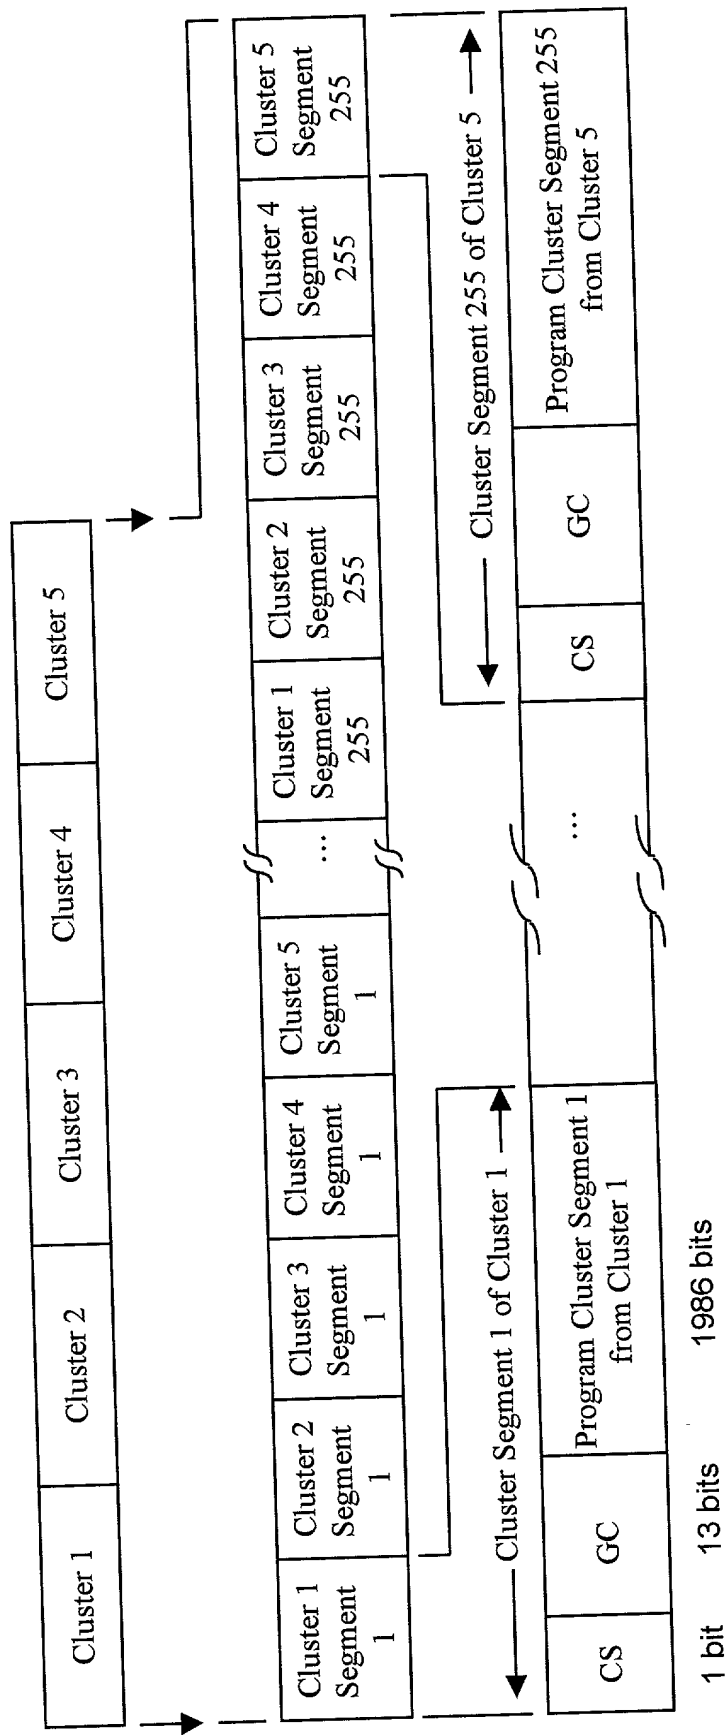 Cluster 1
Cluster 2
Cluster 3
Cluster 4
Cluster 5
Cluster 1
Segment
1
Cluster 2
Segment
1
Cluster 3
Segment
1
Cluster 4
Segment
1
Cluster 5
Segment
1
...
Cluster 1
Segment
255
Cluster 2
Segment
255
Cluster 3
Segment
255
Cluster 4
Segment
255
Cluster 5
Segment
255
Cluster Segment 1 of Cluster 1
Cluster Segment 255 of Cluster 5
CS
GC
Program Cluster Segment 1
from Cluster 1
...
CS
GC
Program Cluster Segment 255
from Cluster 5
1 bit
13 bits
1986 bits